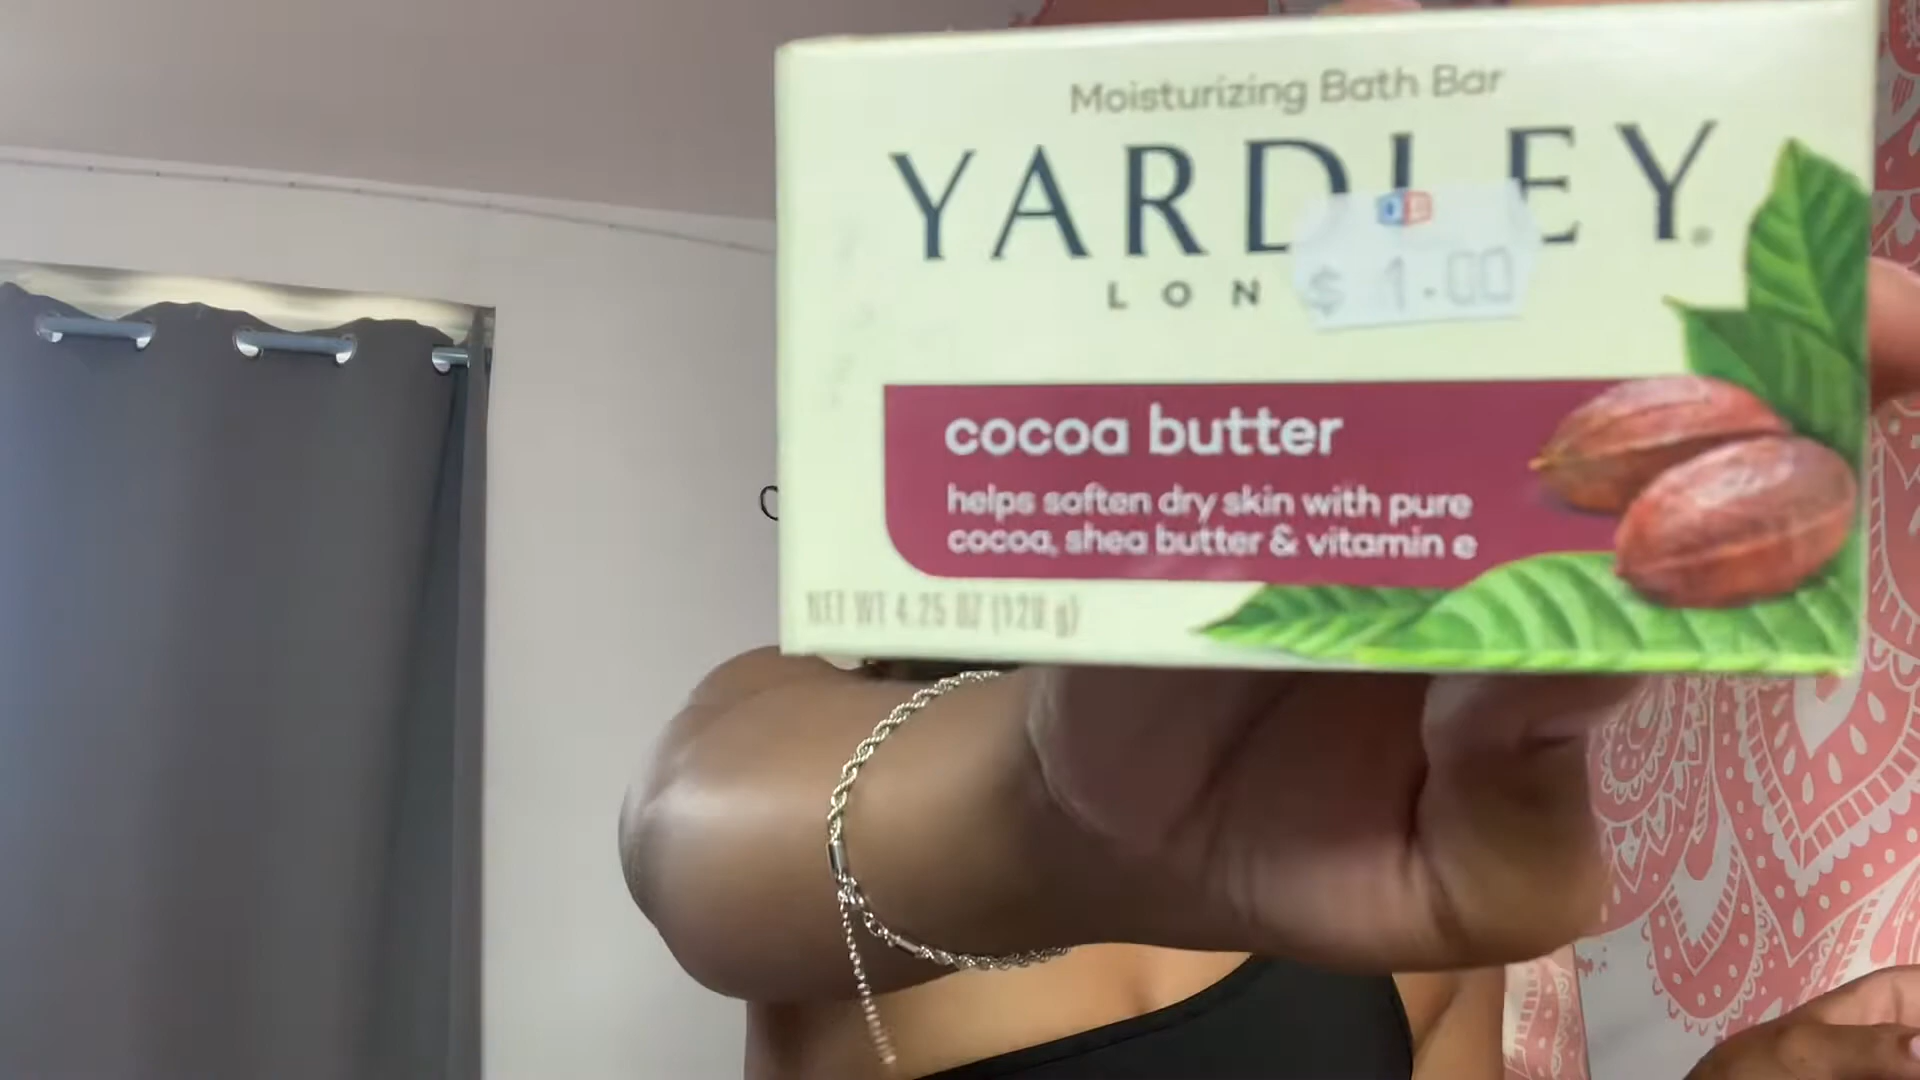 Moisturizing Bath Bar
YARDLEY
LON
$ 1.00
cocoa butter
helps soften dry skin with pure
cocoa, shea butter & vitamin e
NET WT 4.25 OZ (120 g)